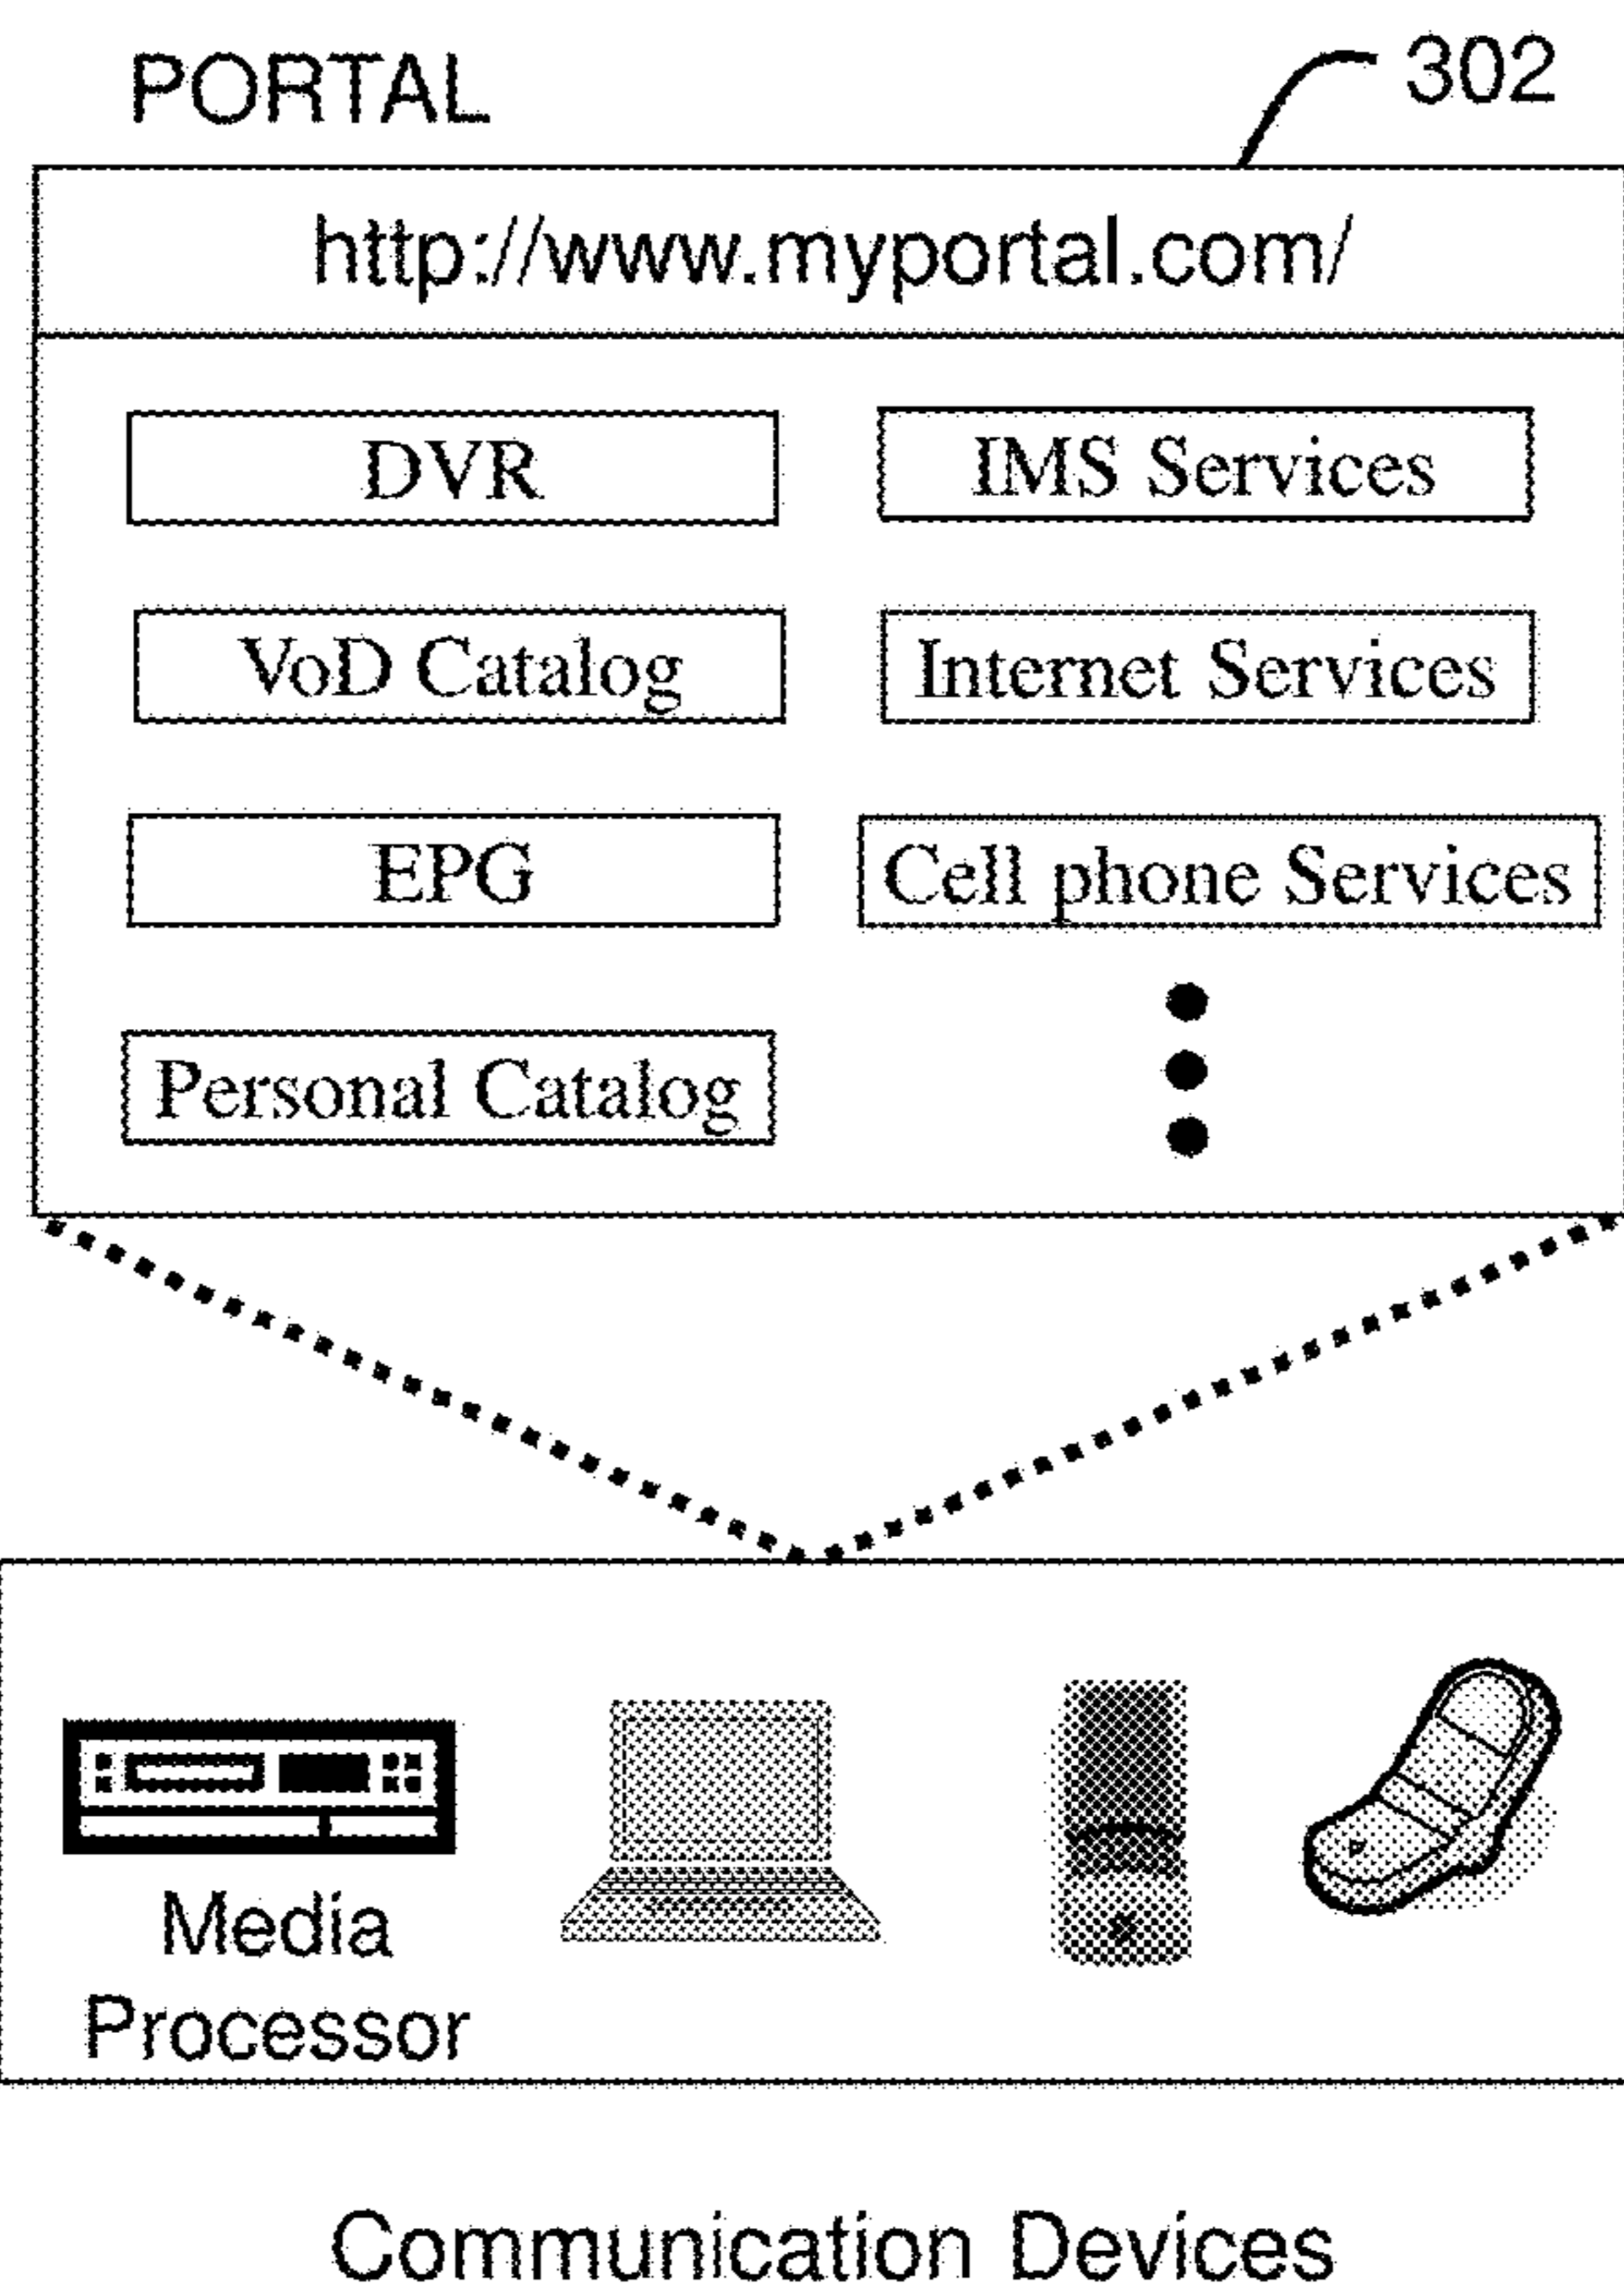 PORTAL
302
http://www.myportal.com/
DVR
IMS Services
VoD Catalog
Internet Services
EPG
Cell phone Services
Personal Catalog
Media
Processor
Communication Devices